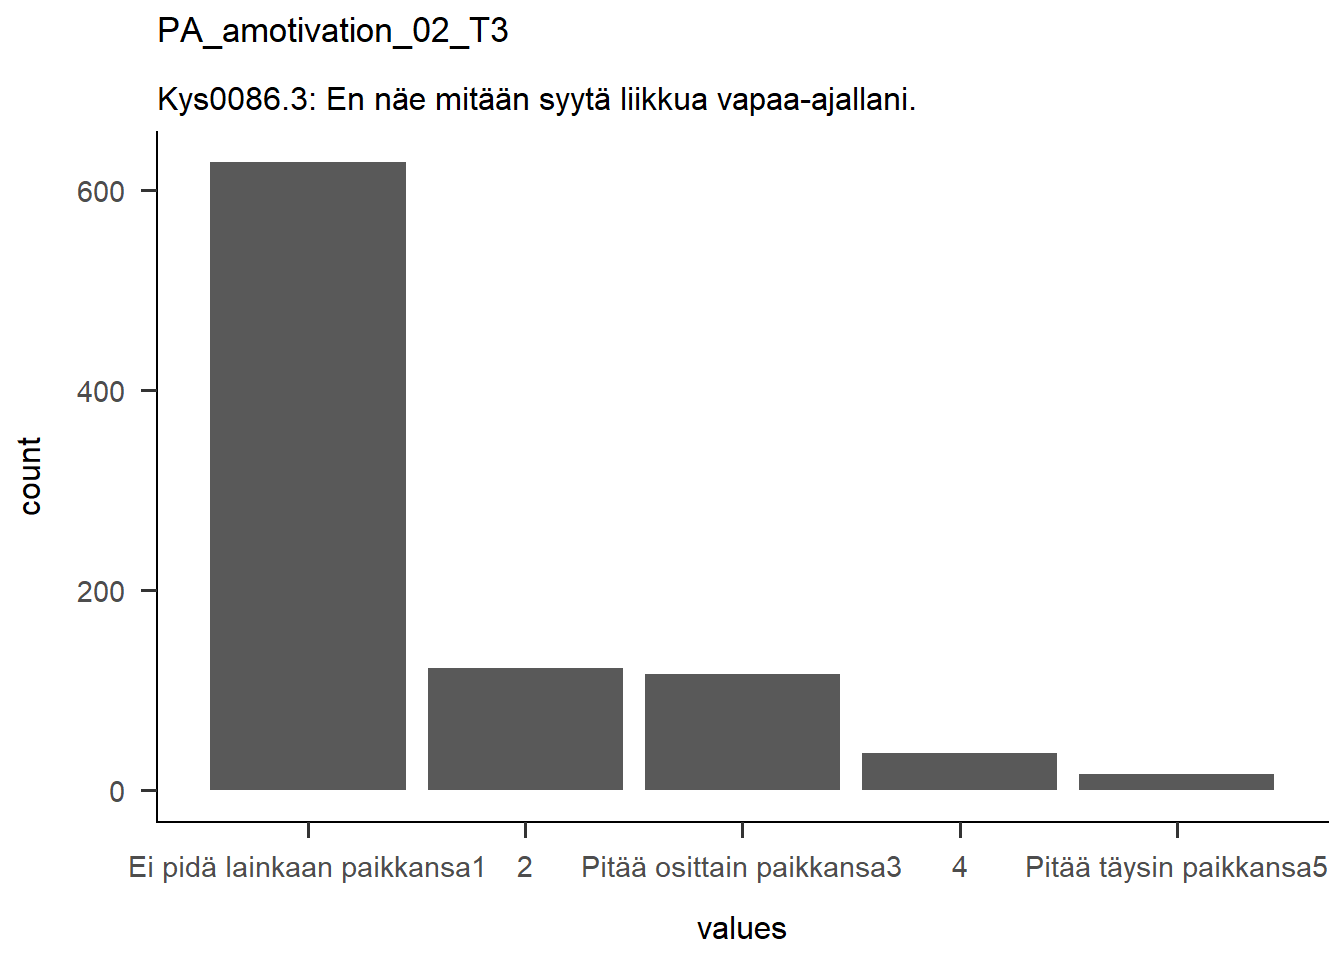 PA_amotivation_02_T3
Kys0086.3: En näe mitään syytä liikkua vapaa-ajallani.
600
400
200
0
count
Ei pidä lainkaan paikkansa1
2
Pitää osittain paikkansa3
4
Pitää täysin paikkansa5
values